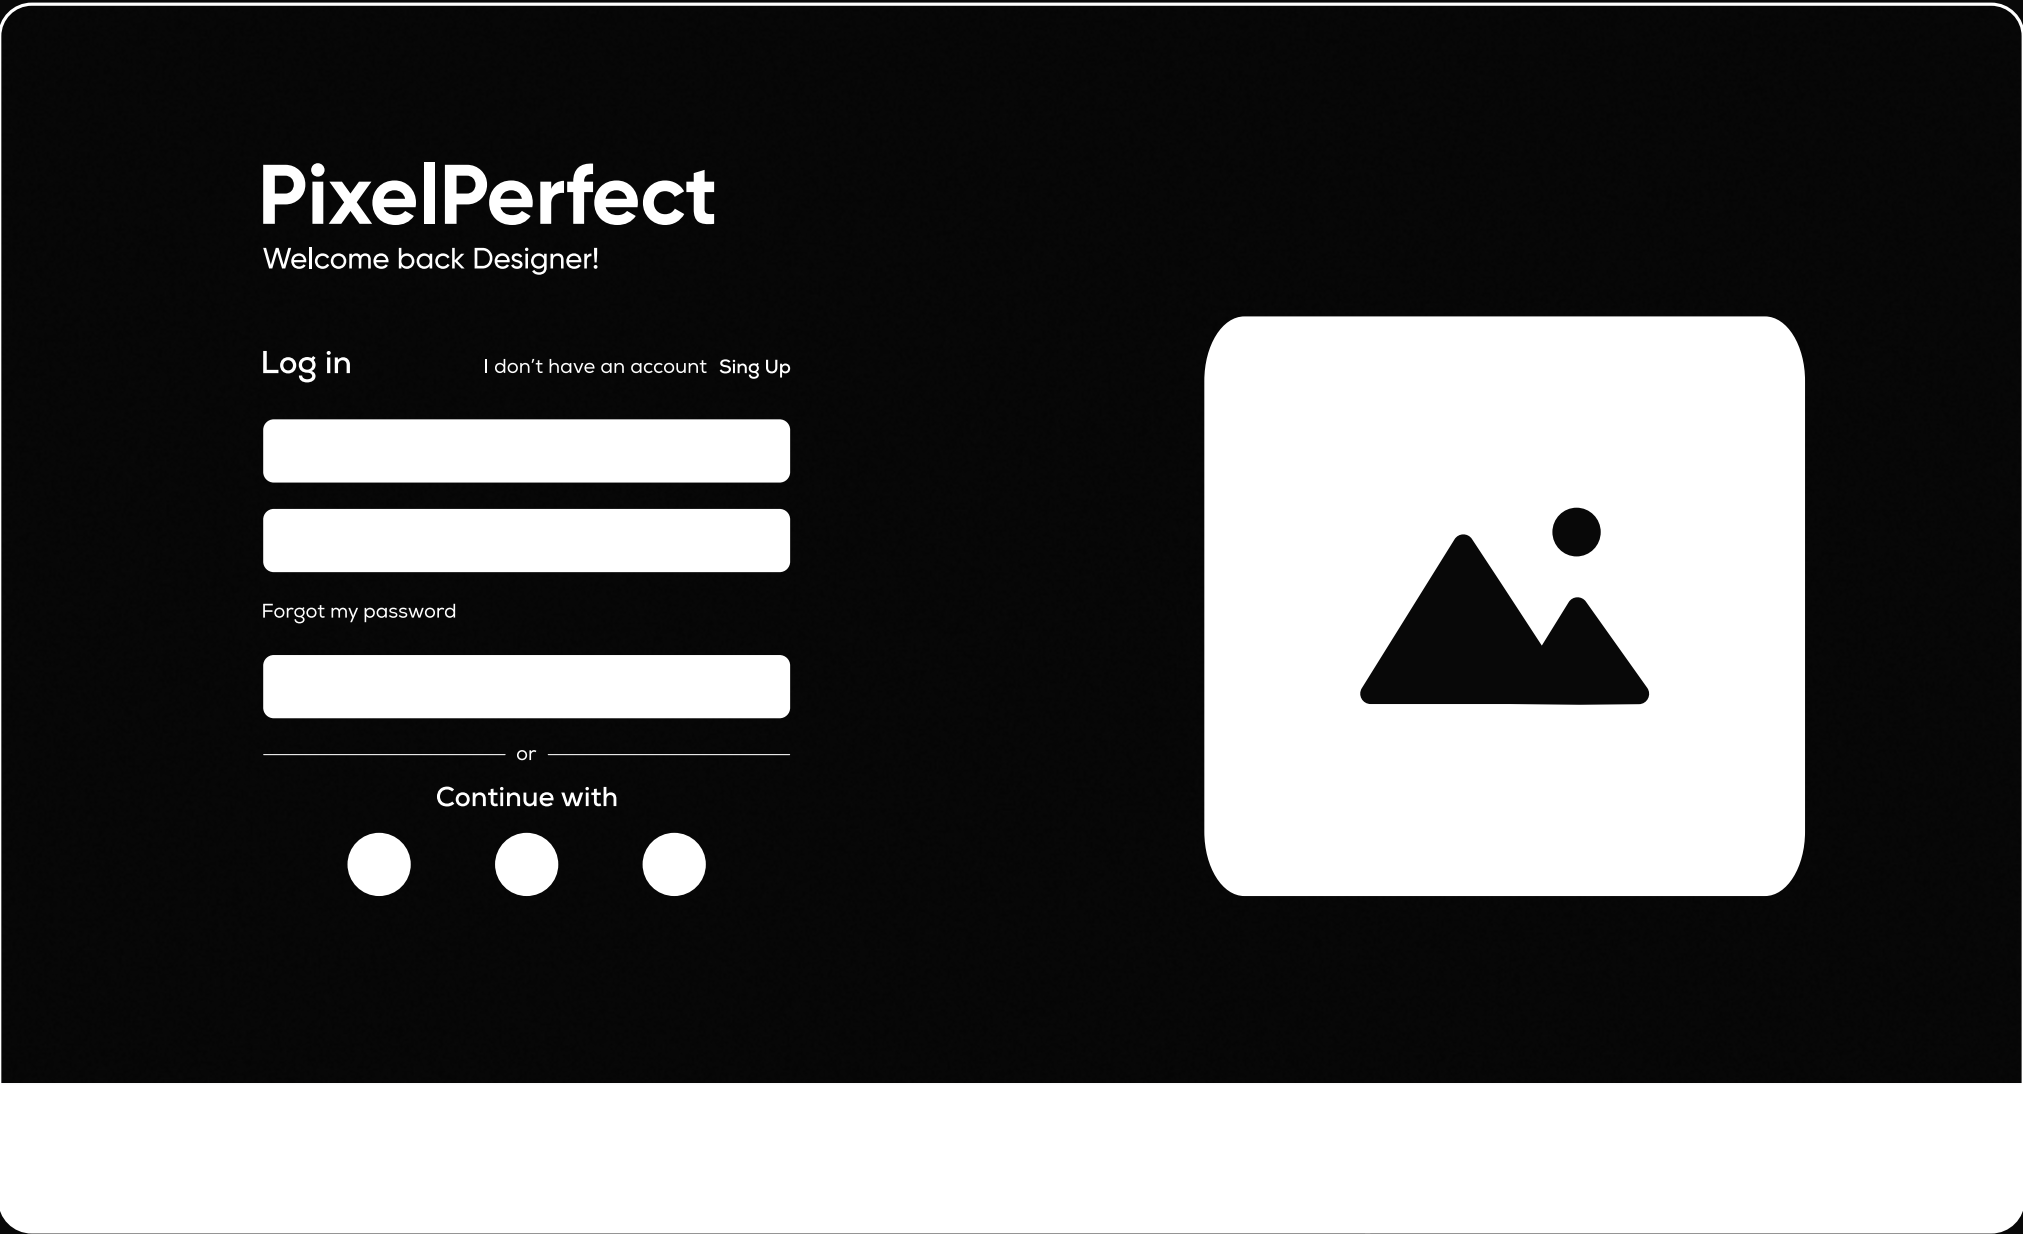 PixelPerfect
Welcome back Designer!
Log in
I don’t have an account Sing Up
Forgot my password
or
Continue with